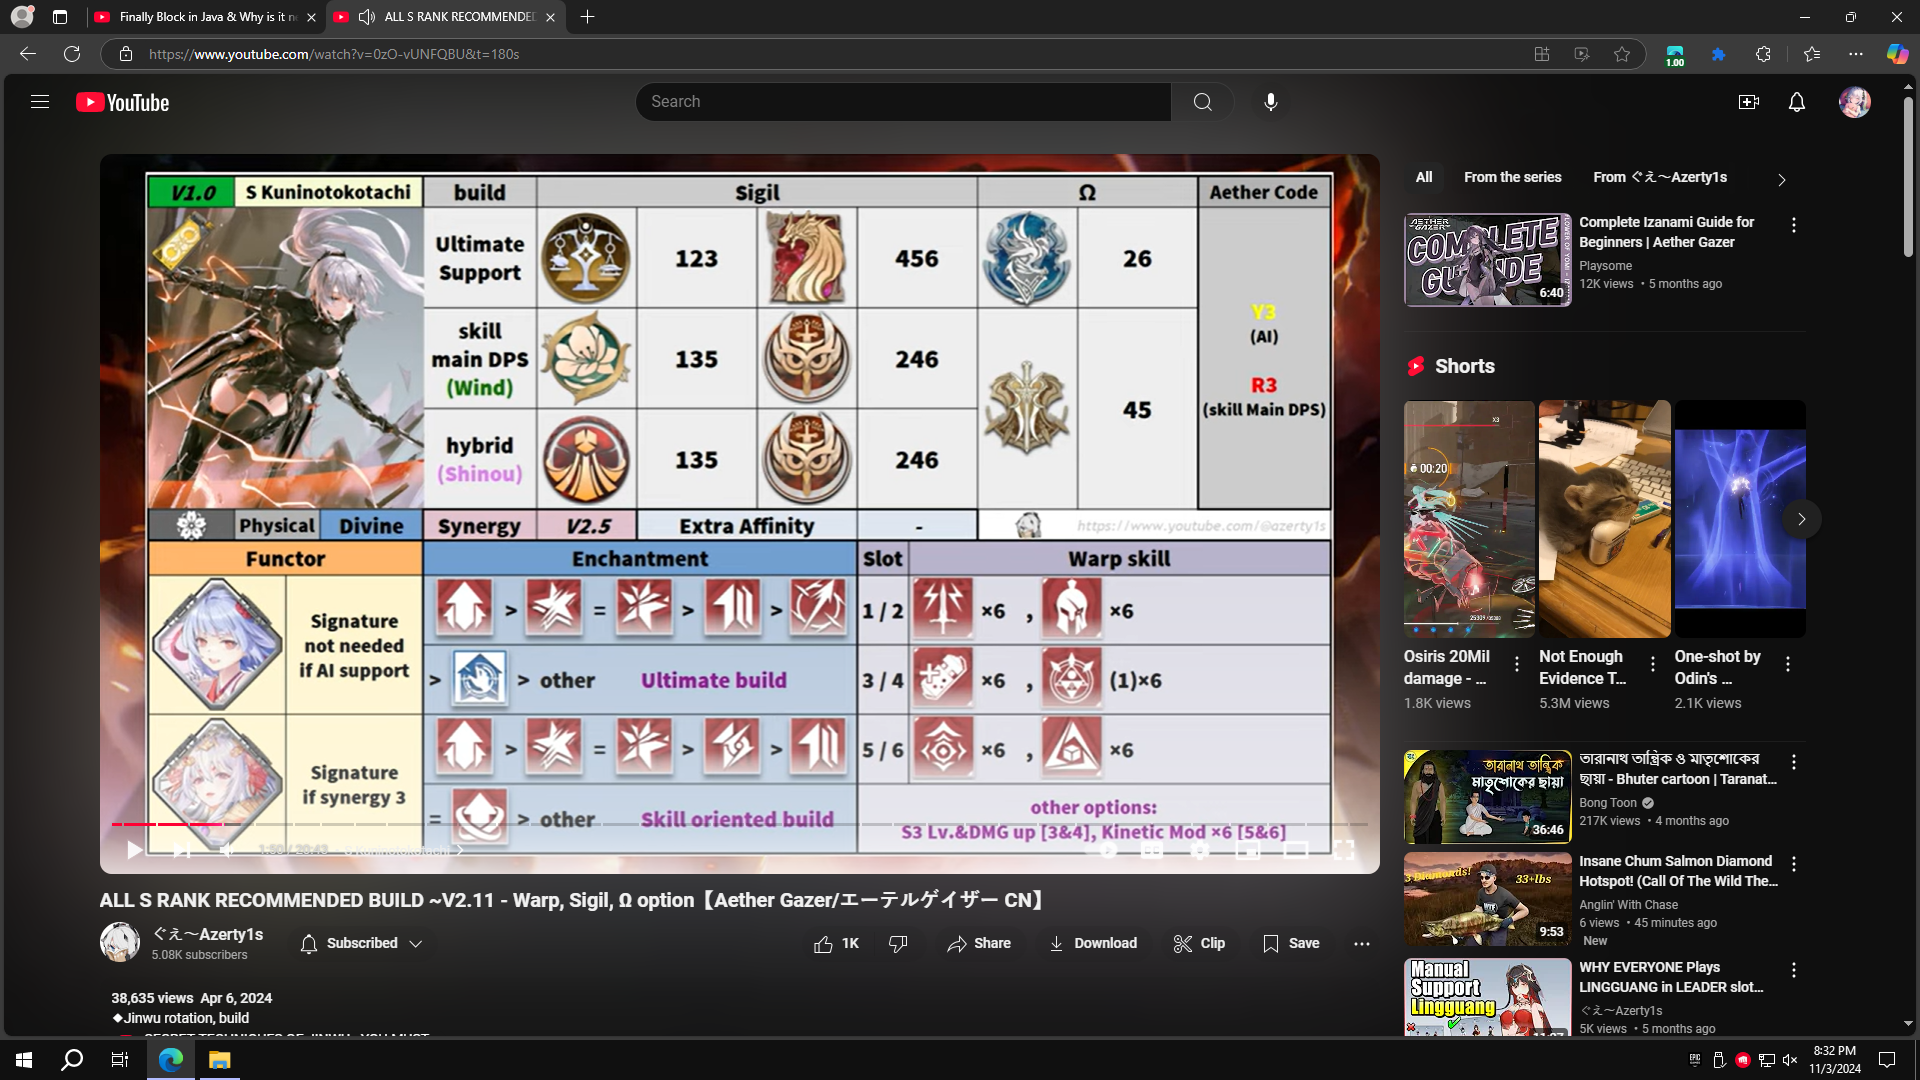 Finally Block in Java & Why is it n
ALL S RANK RECOMMENDED
https://www.youtube.com/watch?v=0zO-vUNFQBU&t=180s
1.00
YouTube
Search
V1.0
S Kuninotokotachi
build
Sigil
Ω
Aether Code
Ultimate
Support
123
456
26
skill
main DPS
(Wind)
135
246
45
hybrid
(Shinou)
135
246
Y3
(AI)
R3
(skill Main DPS)
Physical
Divine
Synergy
V2.5
Extra Affinity
-
https://www.youtube.com/@azerty1s
Functor
Enchantment
Slot
Warp skill
Signature
not needed
if AI support
> = > >
1 / 2
×6 , ×6
> > other
Ultimate build
3 / 4
×6 , (1)×6
Signature
if synergy 3
> = > >
5 / 6
×6 , ×6
= > other
Skill oriented build
other options:
S3 Lv.&DMG up [3&4], Kinetic Mod ×6 [5&6]
S Kuninotokotachi
ALL S RANK RECOMMENDED BUILD ~V2.11 - Warp, Sigil, Ω option【Aether Gazer/エーテルゲイザー CN】
ぐえ〜Azerty1s
5.08K subscribers
Subscribed
1K
Share
Download
Clip
Save
38,635 views Apr 6, 2024
◆Jinwu rotation, build
All
From the series
From ぐえ〜Azerty1s
AETHER
GAZER
COMPLETE
GUIDE
6:40
Complete Izanami Guide for
Beginners | Aether Gazer
Playsome
12K views • 5 months ago
Shorts
X3
00:20
Osiris 20Mil
damage - ...
1.8K views
Not Enough
Evidence T...
5.3M views
One-shot by
Odin's ...
2.1K views
তারানাথ তান্ত্রিক ও
মাতৃশোকের ছায়া
36:46
তারানাথ তান্ত্রিক ও মাতৃশোকের
ছায়া - Bhuter cartoon | Taranat...
Bong Toon
217K views • 4 months ago
3 Diamonds!
33+lbs
9:53
Insane Chum Salmon Diamond
Hotspot! (Call Of The Wild The...
Anglin' With Chase
6 views • 45 minutes ago
New
Manual
Support
Lingguang
WHY EVERYONE Plays
LINGGUANG in LEADER slot...
ぐえ〜Azerty1s
5K views • 5 months ago
8:32 PM
11/3/2024